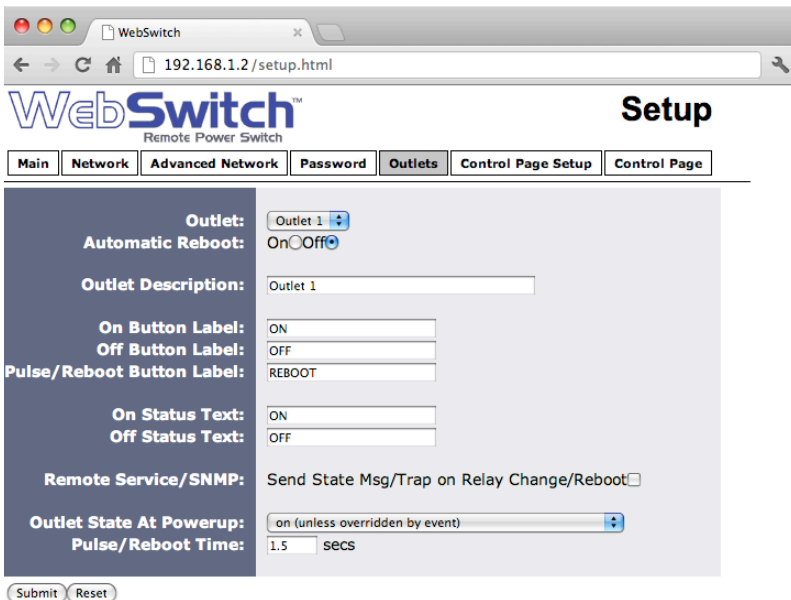 WebSwitch
192.168.1.2/setup.html
WebSwitch™
Remote Power Switch
Setup
Main Network Advanced Network Password Outlets Control Page Setup Control Page
Outlet: Outlet 1
Automatic Reboot: On Off
Outlet Description: Outlet 1
On Button Label: ON
Off Button Label: OFF
Pulse/Reboot Button Label: REBOOT
On Status Text: ON
Off Status Text: OFF
Remote Service/SNMP: Send State Msg/Trap on Relay Change/Reboot
Outlet State At Powerup: on (unless overridden by event)
Pulse/Reboot Time: 1.5 secs
Submit Reset